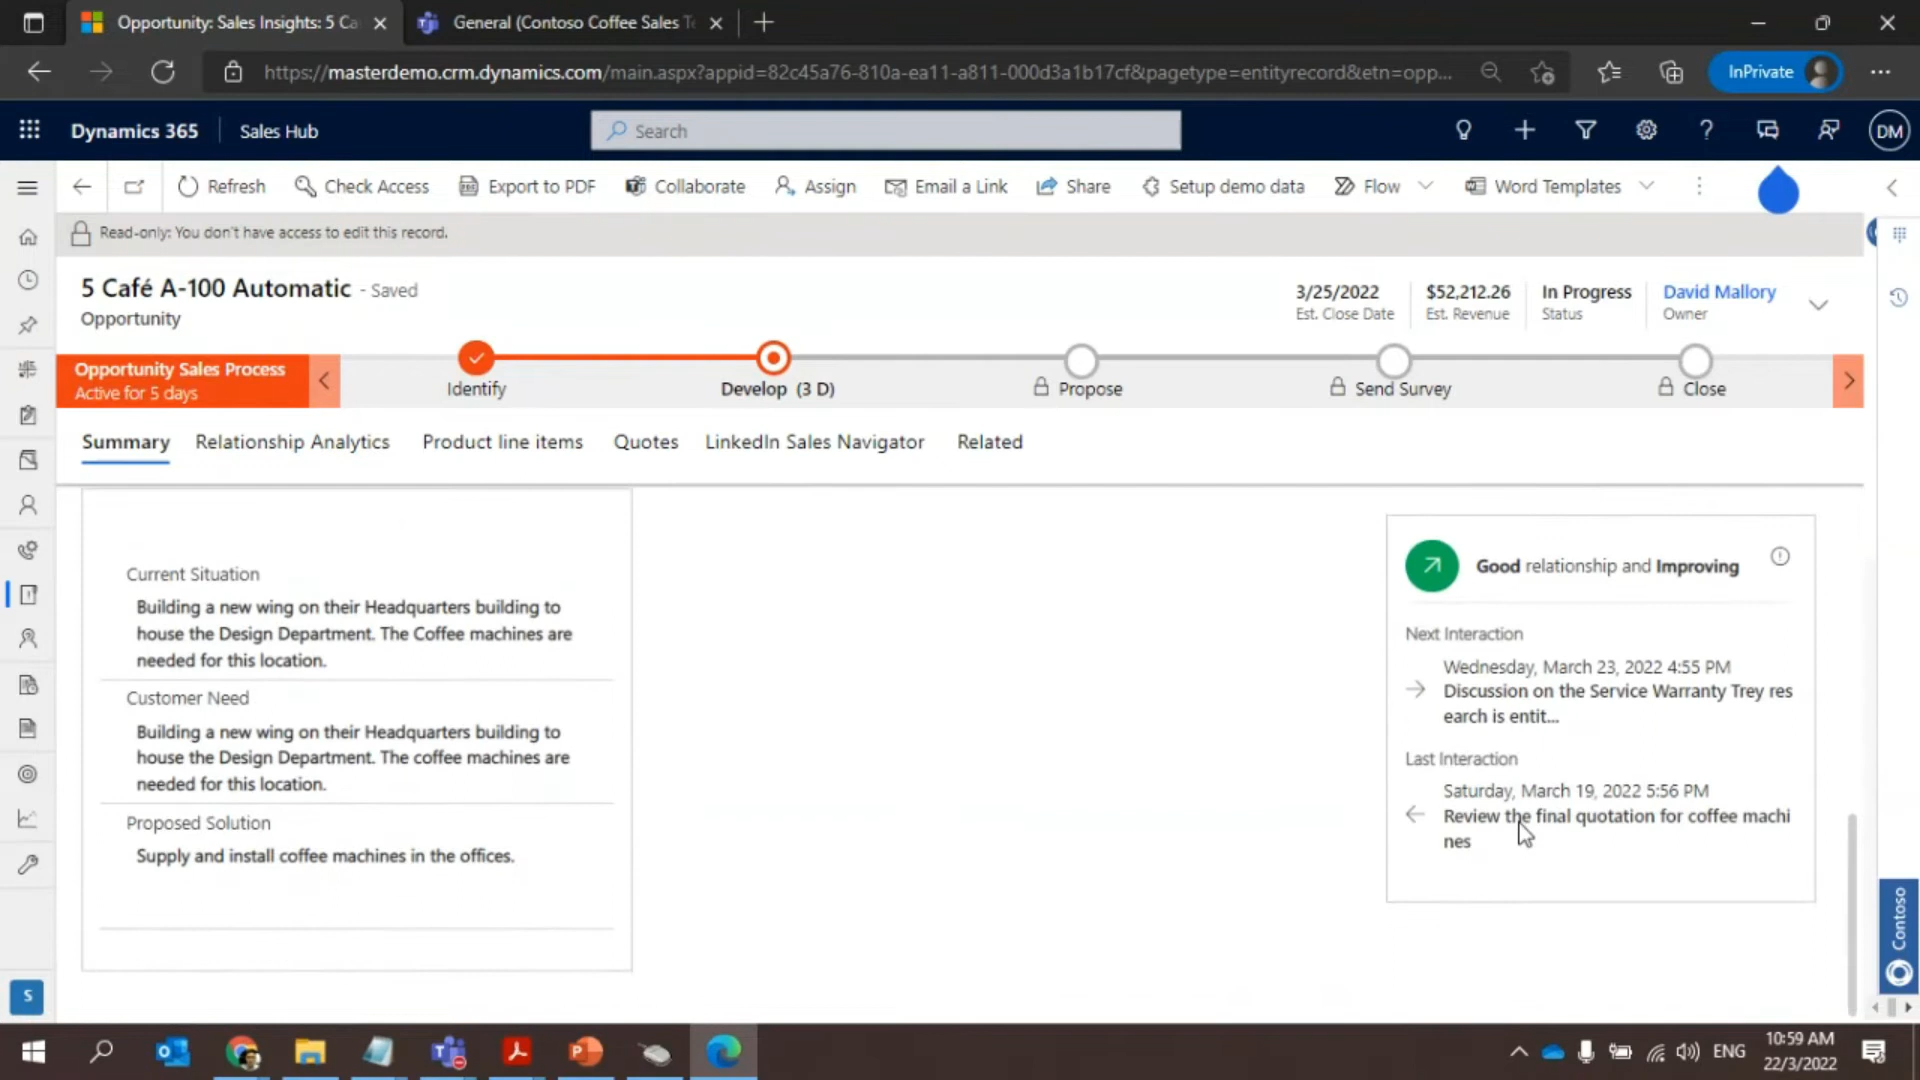 Opportunity: Sales Insights: 5 Ca
General (Contoso Coffee Sales Te
https://masterdemo.crm.dynamics.com/main.aspx?appid=82c45a76-810a-ea11-a811-000d3a1b17cf&pagetype=entityrecord&etn=opp...
InPrivate
Dynamics 365
Sales Hub
Search
DM
Refresh
Check Access
Export to PDF
Collaborate
Assign
Email a Link
Share
Setup demo data
Flow
Word Templates
Read-only: You don't have access to edit this record.
5 Café A-100 Automatic - Saved
Opportunity
3/25/2022
Est. Close Date
$52,212.26
Est. Revenue
In Progress
Status
David Mallory
Owner
Opportunity Sales Process
Active for 5 days
Identify
Develop (3 D)
Propose
Send Survey
Close
Summary
Relationship Analytics
Product line items
Quotes
LinkedIn Sales Navigator
Related
Current Situation
Building a new wing on their Headquarters building to
house the Design Department. The Coffee machines are
needed for this location.
Customer Need
Building a new wing on their Headquarters building to
house the Design Department. The coffee machines are
needed for this location.
Proposed Solution
Supply and install coffee machines in the offices.
Good relationship and Improving
Next Interaction
Wednesday, March 23, 2022 4:55 PM
Discussion on the Service Warranty Trey res
earch is entit...
Last Interaction
Saturday, March 19, 2022 5:56 PM
Review the final quotation for coffee machi
nes
Contoso
S
ENG
10:59 AM
22/3/2022